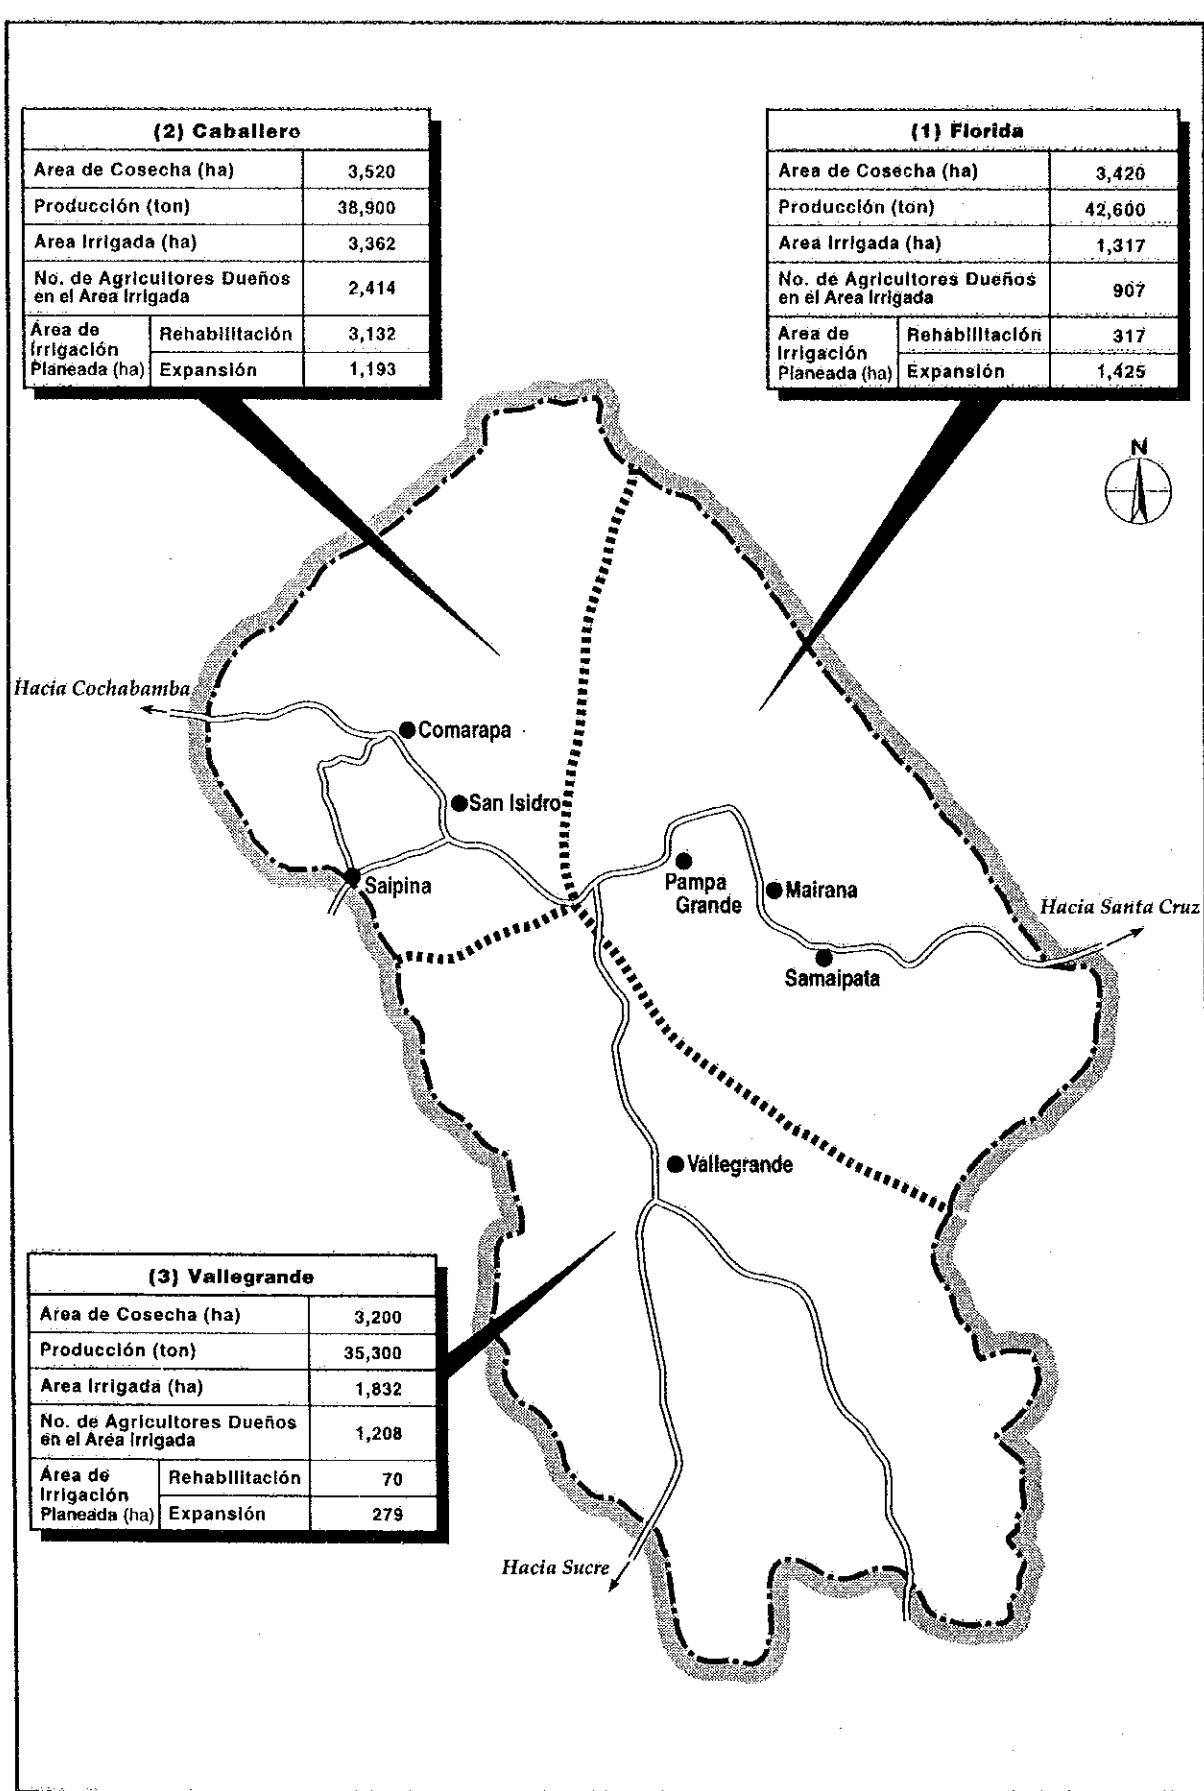 (2) Caballero
Area de Cosecha (ha) 3,520
Producción (ton) 38,900
Area Irrigada (ha) 3,362
No. de Agricultores Dueños
en el Area Irrigada 2,414
Área de
Irrigación
Planeada (ha)
Rehabilitación 3,132
Expansión 1,193
(1) Florida
Area de Cosecha (ha) 3,420
Producción (ton) 42,600
Area Irrigada (ha) 1,317
No. de Agricultores Dueños
en el Area Irrigada 907
Área de
Irrigación
Planeada (ha)
Rehabilitación 317
Expansión 1,425
N
Hacia Cochabamba
Comarapa
San Isidro
Saipina
Pampa
Grande
Mairana
Hacia Santa Cruz
Samaipata
Vallegrande
(3) Vallegrande
Area de Cosecha (ha) 3,200
Producción (ton) 35,300
Area Irrigada (ha) 1,832
No. de Agricultores Dueños
en el Area Irrigada 1,208
Área de
Irrigación
Planeada (ha)
Rehabilitación 70
Expansión 279
Hacia Sucre